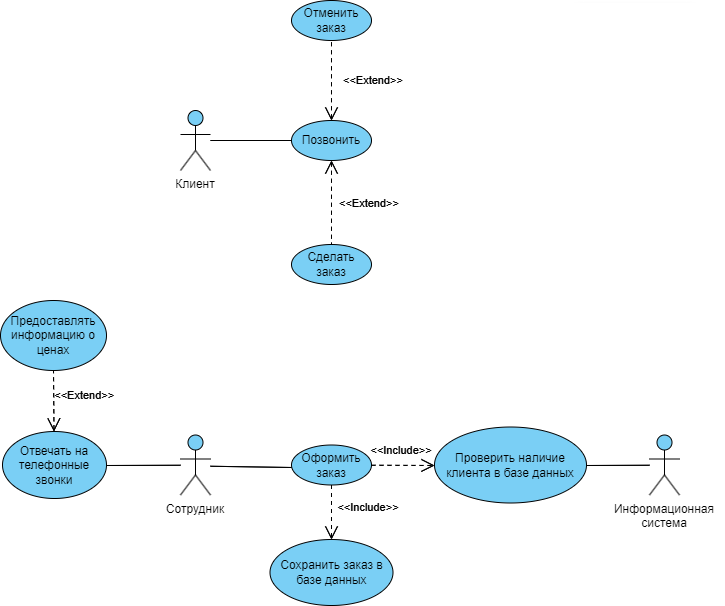 Отменить
заказ
<<Extend>>
Позвонить
Клиент
<<Extend>>
Сделать
заказ
Предоставлять
информацию о
ценах
<<Extend>>
Отвечать на
телефонные
звонки
Сотрудник
Оформить
заказ
<<Include>>
Проверить наличие
клиента в базе данных
Информационная
система
<<Include>>
Сохранить заказ в
базе данных